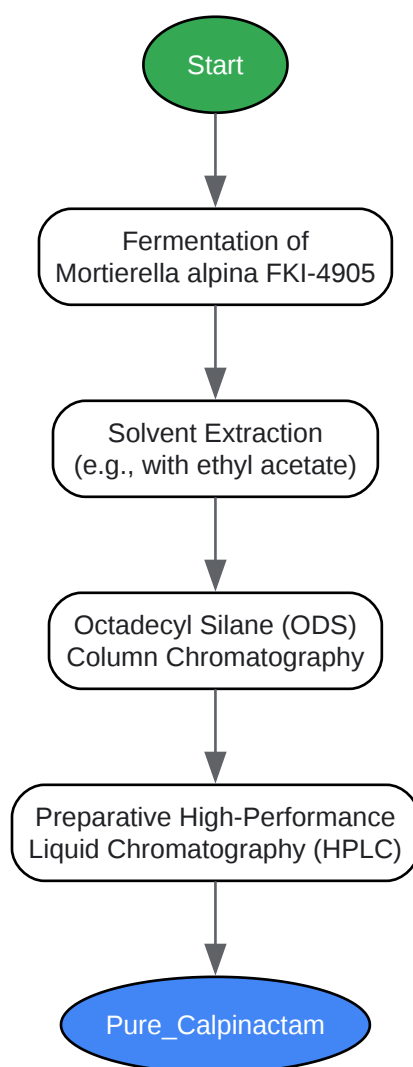 Start
Fermentation of
Mortierella alpina FKI-4905
Solvent Extraction
(e.g., with ethyl acetate)
Octadecyl Silane (ODS)
Column Chromatography
Preparative High-Performance
Liquid Chromatography (HPLC)
Pure_Calpinactam